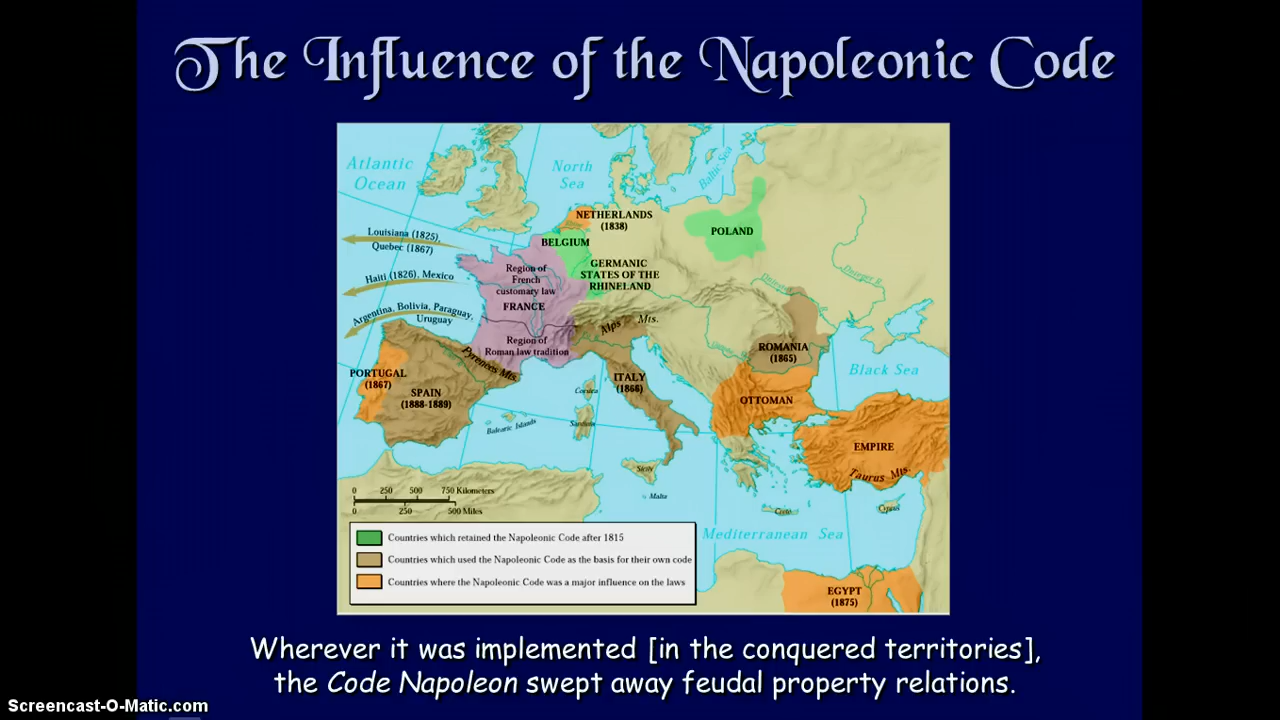 The Influence of the Napoleonic Code
Atlantic
Ocean
North
Sea
Baltic Sea
NETHERLANDS
(1838)
BELGIUM
POLAND
GERMANIC
STATES OF THE
RHINELAND
Louisiana (1825),
Quebec (1867)
Haiti (1826), Mexico
Argentina, Bolivia, Paraguay,
Uruguay
Region of
French
customary law
FRANCE
Region of
Roman law tradition
Alps Mts.
Dnieper R.
Pyrenees Mts.
PORTUGAL
(1867)
SPAIN
(1888-1889)
ITALY
(1866)
ROMANIA
(1865)
Black Sea
OTTOMAN
EMPIRE
Taurus Mts.
Corsica
Sardinia
Balearic Islands
Sicily
Malta
Crete
Cyprus
Mediterranean Sea
EGYPT
(1875)
0 250 500 750 Kilometers
0 250 500 Miles
Countries which retained the Napoleonic Code after 1815
Countries which used the Napoleonic Code as the basis for their own code
Countries where the Napoleonic Code was a major influence on the laws
Wherever it was implemented [in the conquered territories],
the Code Napoleon swept away feudal property relations.
Screencast-O-Matic.com